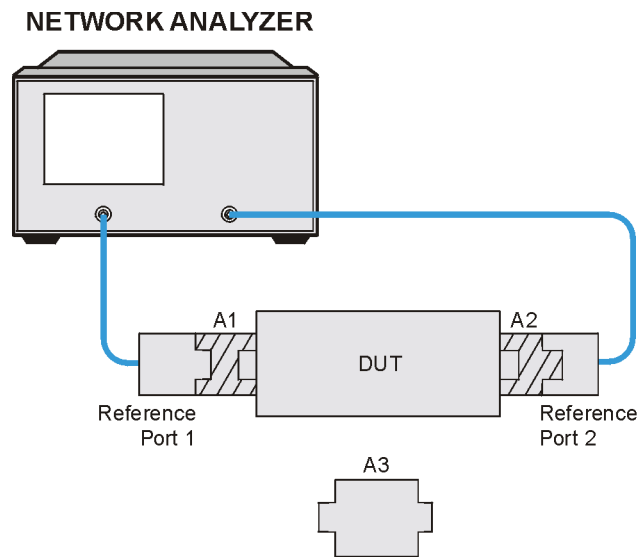 NETWORK ANALYZER
A1
A2
DUT
Reference
Port 1
Reference
Port 2
A3